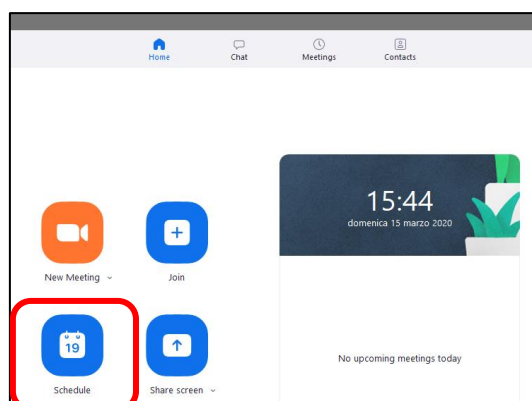 Home Chat Meetings Contacts
15:44
domenica 15 marzo 2020
New Meeting Join
19
Schedule Share screen
No upcoming meetings today